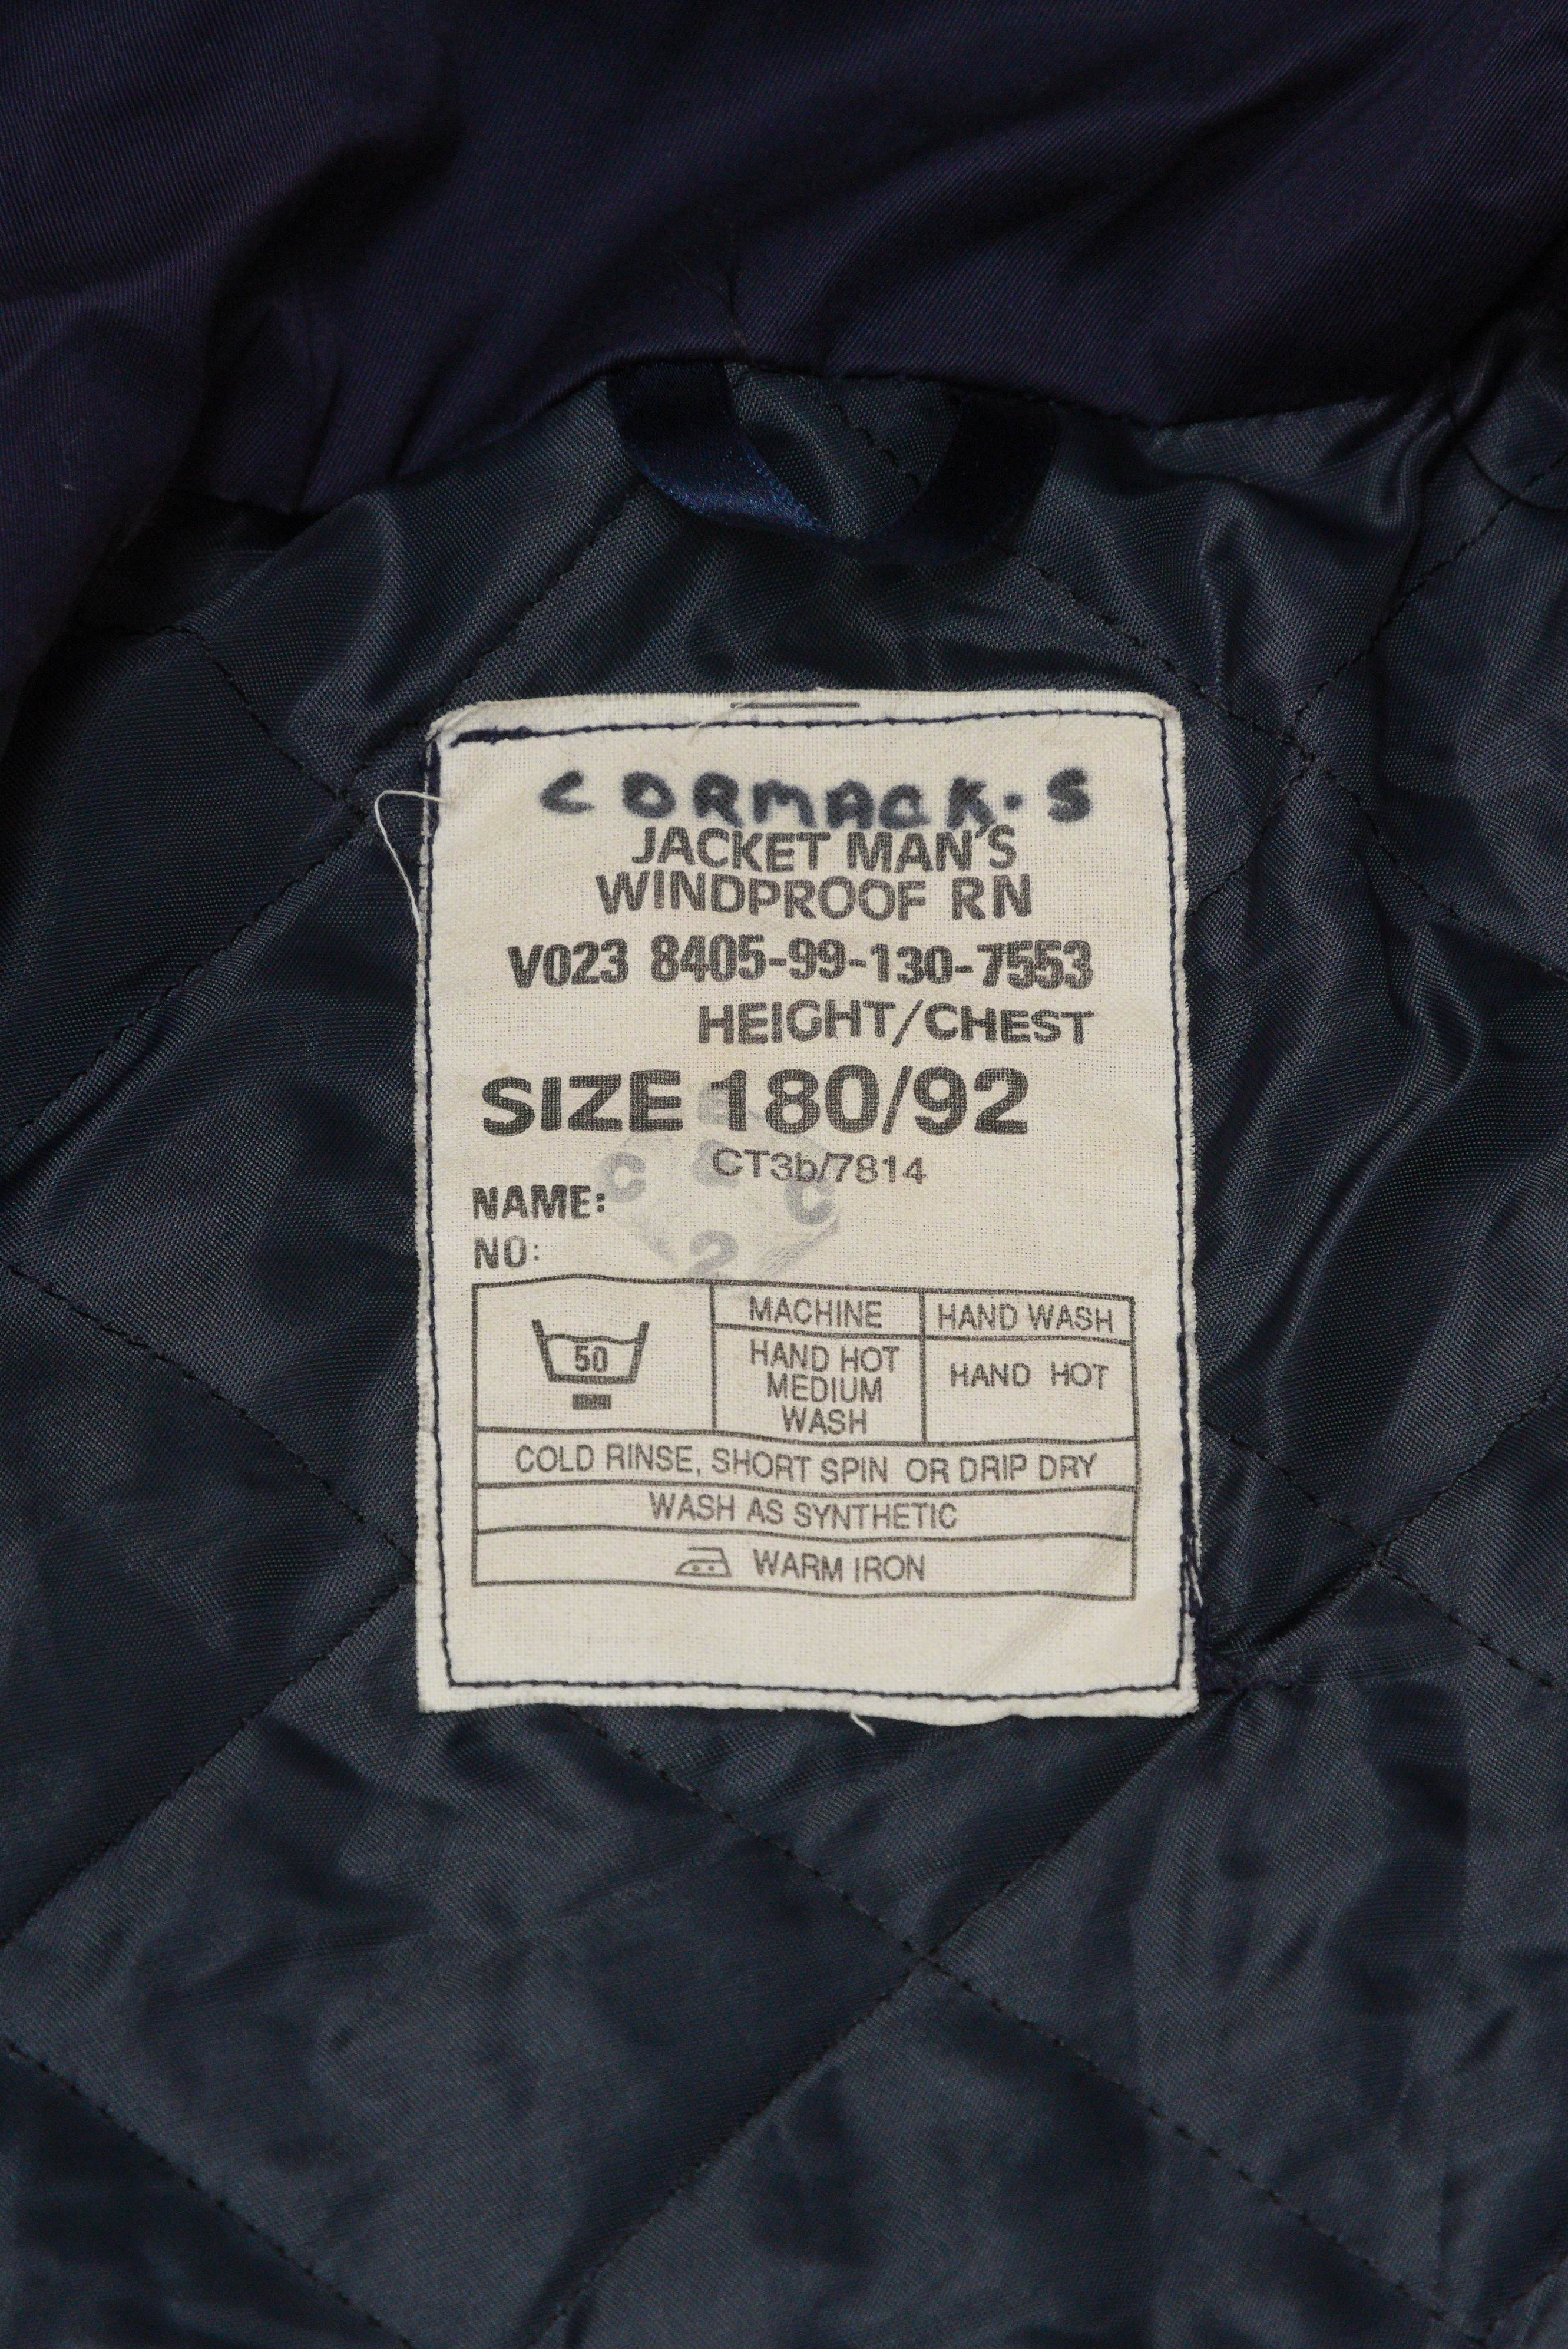 CORMACK.S
JACKET MAN'S
WINDPROOF RN
V023 8405-99-130-7553
HEIGHT/CHEST
SIZE 180/92
CT3b/7814
C C
2
NAME:
NO:
50
MACHINE
HAND HOT
MEDIUM
WASH
HAND WASH
HAND HOT
COLD RINSE, SHORT SPIN OR DRIP DRY
WASH AS SYNTHETIC
WARM IRON